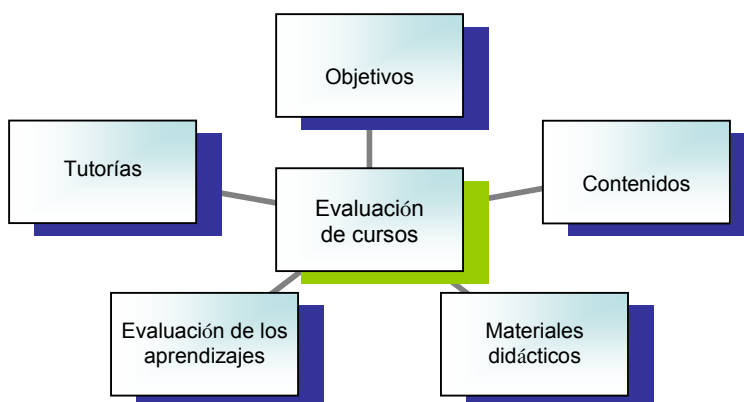 Objetivos
Tutorías
Contenidos
Evaluación
de cursos
Evaluación de los
aprendizajes
Materiales
didácticos